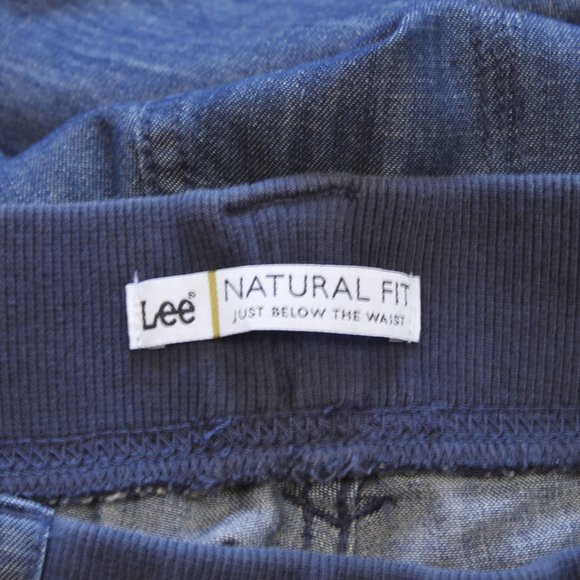 Lee® NATURAL FIT
JUST BELOW THE WAIST